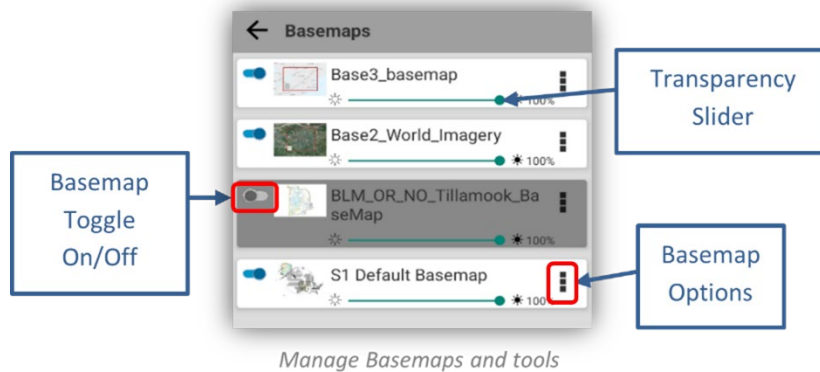 Basemaps
Base3_basemap
100%
Transparency
Slider
Base2_World_Imagery
100%
Basemap
Toggle
On/Off
BLM_OR_NO_Tillamook_Ba
seMap
100%
S1 Default Basemap
100
Basemap
Options
Manage Basemaps and tools